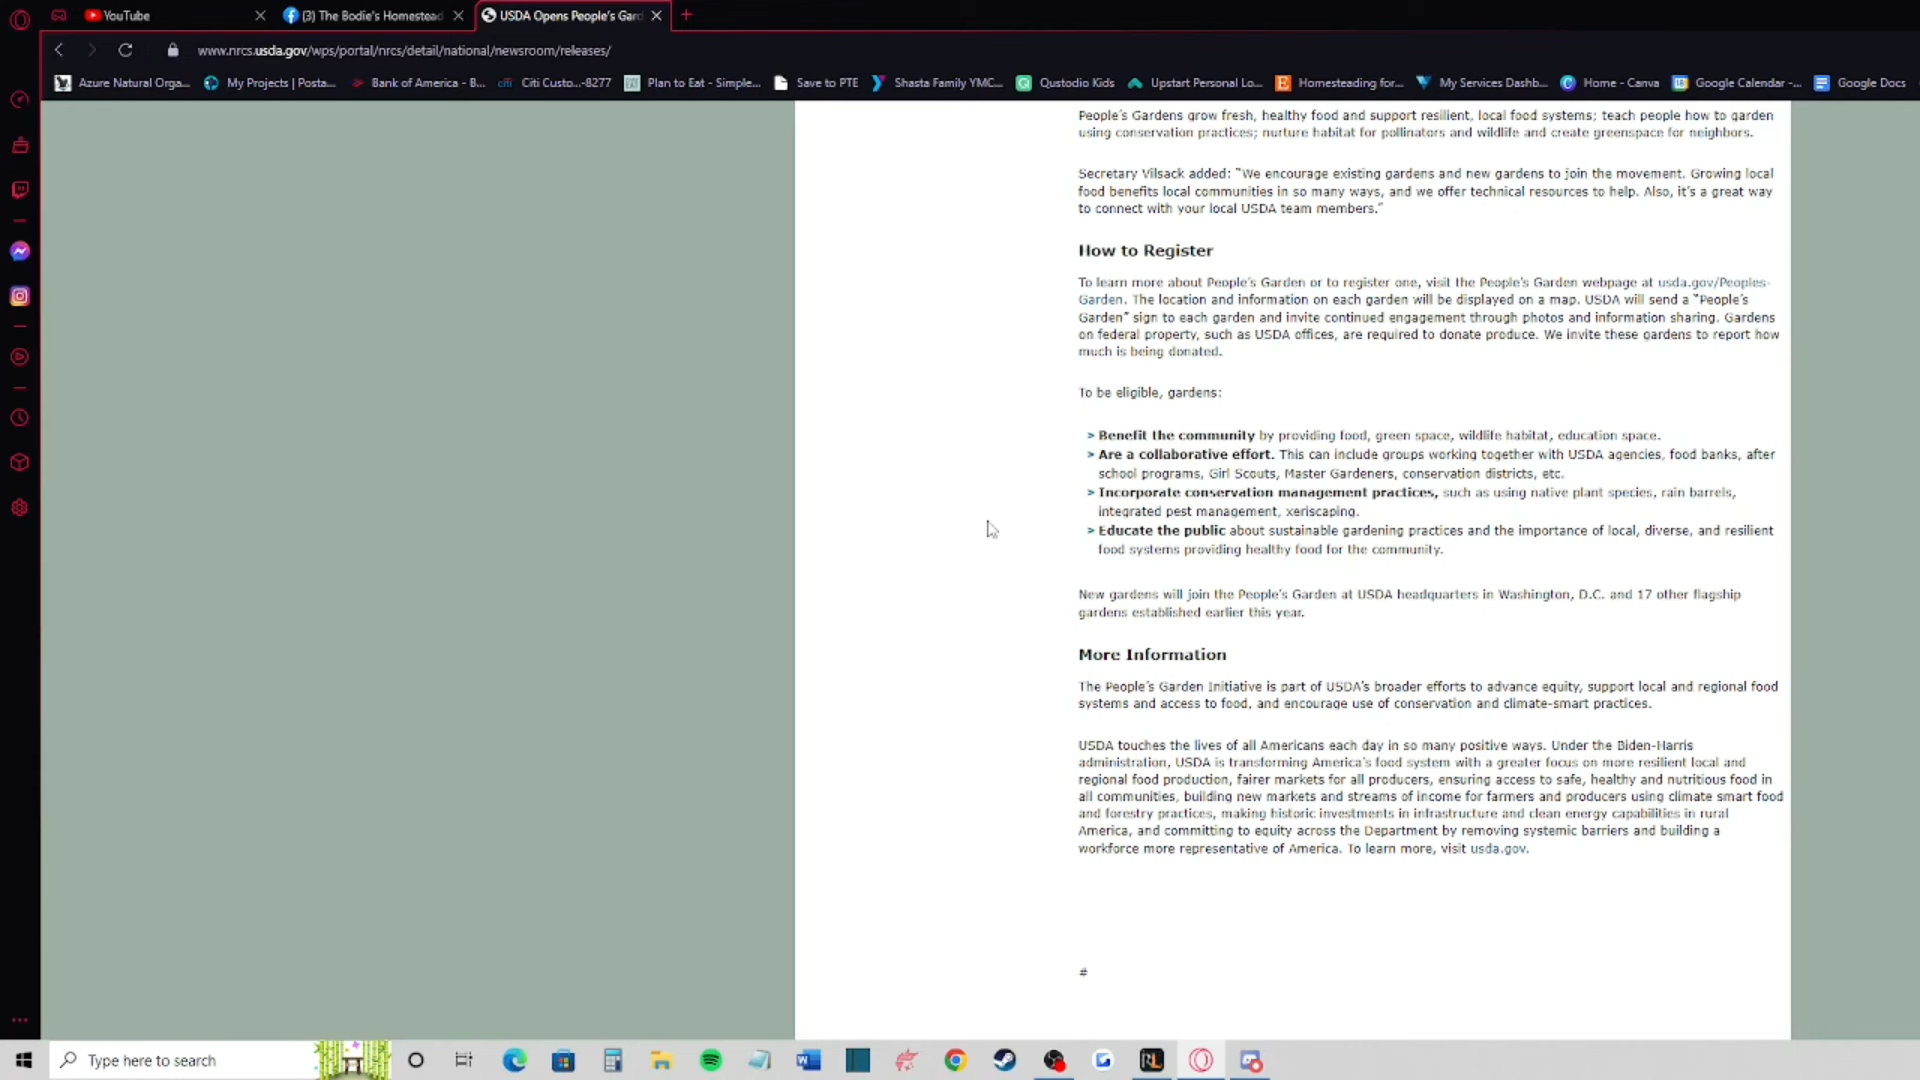 YouTube
(3) The Bodie's Homestead
USDA Opens People's Gard
www.nrcs.usda.gov/wps/portal/nrcs/detail/national/newsroom/releases/
Azure Natural Orga...
My Projects | Posta...
Bank of America - B...
citi Citi Custo...-8277
Plan to Eat - Simple...
Save to PTE
Shasta Family YMC...
Qustodio Kids
Upstart Personal Lo...
Homesteading for...
My Services Dashb...
Home - Canva
Google Calendar -...
Google Docs
People's Gardens grow fresh, healthy food and support resilient, local food systems; teach people how to garden
using conservation practices; nurture habitat for pollinators and wildlife and create greenspace for neighbors.
Secretary Vilsack added: "We encourage existing gardens and new gardens to join the movement. Growing local
food benefits local communities in so many ways, and we offer technical resources to help. Also, it's a great way
to connect with your local USDA team members."
How to Register
To learn more about People's Garden or to register one, visit the People's Garden webpage at usda.gov/Peoples-
Garden. The location and information on each garden will be displayed on a map. USDA will send a "People's
Garden" sign to each garden and invite continued engagement through photos and information sharing. Gardens
on federal property, such as USDA offices, are required to donate produce. We invite these gardens to report how
much is being donated.
To be eligible, gardens:
> Benefit the community by providing food, green space, wildlife habitat, education space.
> Are a collaborative effort. This can include groups working together with USDA agencies, food banks, after
school programs, Girl Scouts, Master Gardeners, conservation districts, etc.
> Incorporate conservation management practices, such as using native plant species, rain barrels,
integrated pest management, xeriscaping.
> Educate the public about sustainable gardening practices and the importance of local, diverse, and resilient
food systems providing healthy food for the community.
New gardens will join the People's Garden at USDA headquarters in Washington, D.C. and 17 other flagship
gardens established earlier this year.
More Information
The People's Garden Initiative is part of USDA's broader efforts to advance equity, support local and regional food
systems and access to food, and encourage use of conservation and climate-smart practices.
USDA touches the lives of all Americans each day in so many positive ways. Under the Biden-Harris
administration, USDA is transforming America's food system with a greater focus on more resilient local and
regional food production, fairer markets for all producers, ensuring access to safe, healthy and nutritious food in
all communities, building new markets and streams of income for farmers and producers using climate smart food
and forestry practices, making historic investments in infrastructure and clean energy capabilities in rural
America, and committing to equity across the Department by removing systemic barriers and building a
workforce more representative of America. To learn more, visit usda.gov.
#
Type here to search